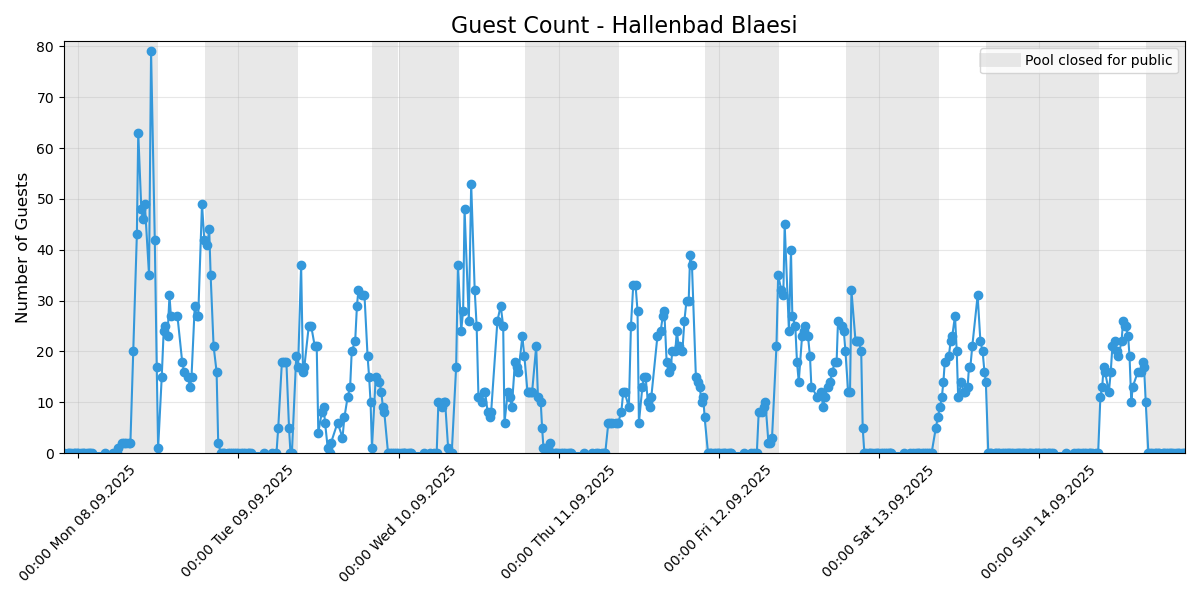 Guest Count - Hallenbad Blaesi
Pool closed for public
Number of Guests
80
70
60
50
40
30
20
10
0
00:00 Mon 08.09.2025
00:00 Tue 09.09.2025
00:00 Wed 10.09.2025
00:00 Thu 11.09.2025
00:00 Fri 12.09.2025
00:00 Sat 13.09.2025
00:00 Sun 14.09.2025